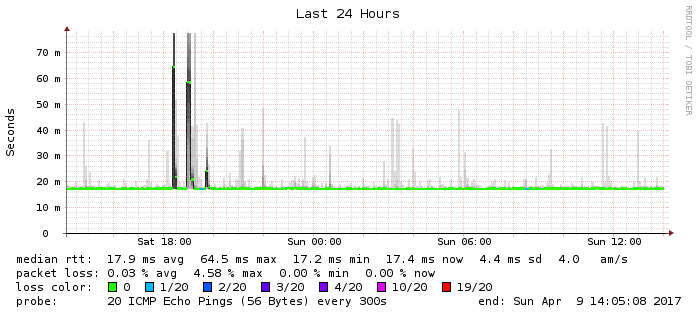 Last 24 Hours
RRDTOOL / TOBI OETIKER
Seconds
70 m
60 m
50 m
40 m
30 m
20 m
10 m
0
Sat 18:00 Sun 00:00 Sun 06:00 Sun 12:00
median rtt: 17.9 ms avg 64.5 ms max 17.2 ms min 17.4 ms now 4.4 ms sd 4.0 am/s
packet loss: 0.03 % avg 4.58 % max 0.00 % min 0.00 % now
loss color: 0 1/20 2/20 3/20 4/20 10/20 19/20
probe: 20 ICMP Echo Pings (56 Bytes) every 300s end: Sun Apr 9 14:05:08 2017